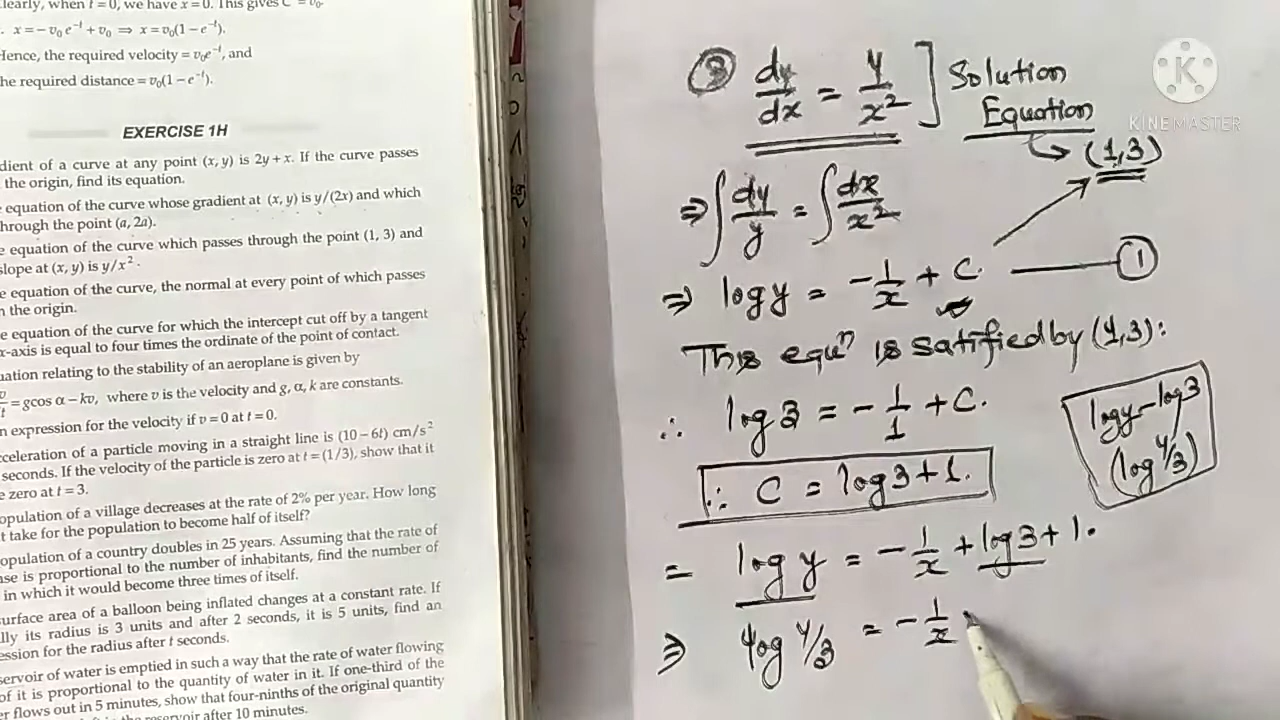 learly, when t = 0, we have x = 0. This gives C = v₀.
x = − v₀ e⁻ᵗ + v₀ ⇒ x = v₀(1 − e⁻ᵗ).
Hence, the required velocity = v₀e⁻ᵗ, and
he required distance = v₀(1 − e⁻ᵗ).
EXERCISE 1H
dient of a curve at any point (x, y) is 2y + x. If the curve passes
the origin, find its equation.
e equation of the curve whose gradient at (x, y) is y/(2x) and which
hrough the point (a, 2a).
e equation of the curve which passes through the point (1, 3) and
slope at (x, y) is y/x².
e equation of the curve, the normal at every point of which passes
h the origin.
e equation of the curve for which the intercept cut off by a tangent
x-axis is equal to four times the ordinate of the point of contact.
uation relating to the stability of an aeroplane is given by
= g cos α − kv, where v is the velocity and g, α, k are constants.
n expression for the velocity if v = 0 at t = 0.
cceleration of a particle moving in a straight line is (10 − 6t) cm/s²
seconds. If the velocity of the particle is zero at t = (1/3), show that it
e zero at t = 3.
opulation of a village decreases at the rate of 2% per year. How long
t take for the population to become half of itself?
opulation of a country doubles in 25 years. Assuming that the rate of
ase is proportional to the number of inhabitants, find the number of
in which it would become three times of itself.
surface area of a balloon being inflated changes at a constant rate. If
lly its radius is 3 units and after 2 seconds, it is 5 units, find an
ession for the radius after t seconds.
servoir of water is emptied in such a way that the rate of water flowing
of it is proportional to the quantity of water in it. If one-third of the
er flows out in 5 minutes, show that four-ninths of the original quantity
the reservoir after 10 minutes.
③ dy/dx = y/x² ] Solution
Equation
(1,3)
⇒ ∫ dy/y = ∫ dx/x²
⇒ log y = − 1/x + C. ①
This equⁿ is satified by (1,3):
∴ log 3 = − 1/1 + C.
∴ C = log 3 + 1.
log y − log 3
(log y/3)
= log y = − 1/x + log 3 + 1.
⇒ log y/3 = − 1/x
K
KINEMASTER